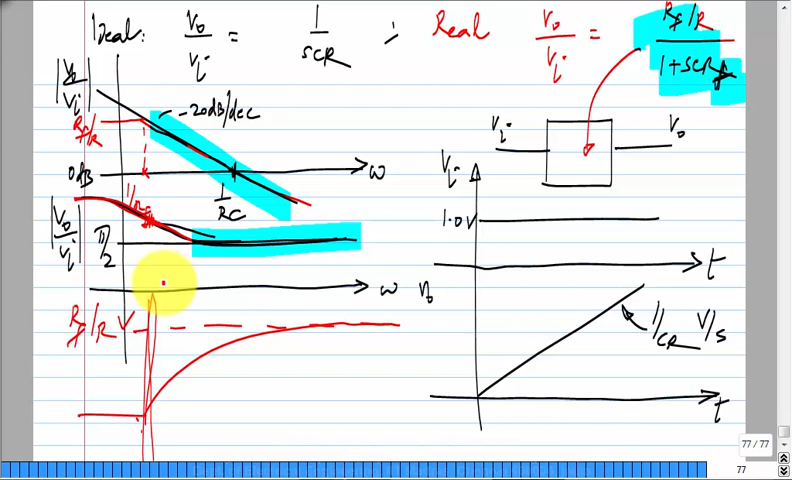 Ideal: Vo/Vi = 1/SCR ∴ Real Vo/Vi = (Rf/R)/(1+SCRf)
|Vo/Vi|
-20dB/dec
Rf/R
0dB
ω
1/RC
Vi
Vo
Vi
1.0V
t
|Vo/Vi|
π/2
ω
Vo
Rf/R V
1/CR V/s
t
77 / 77
77